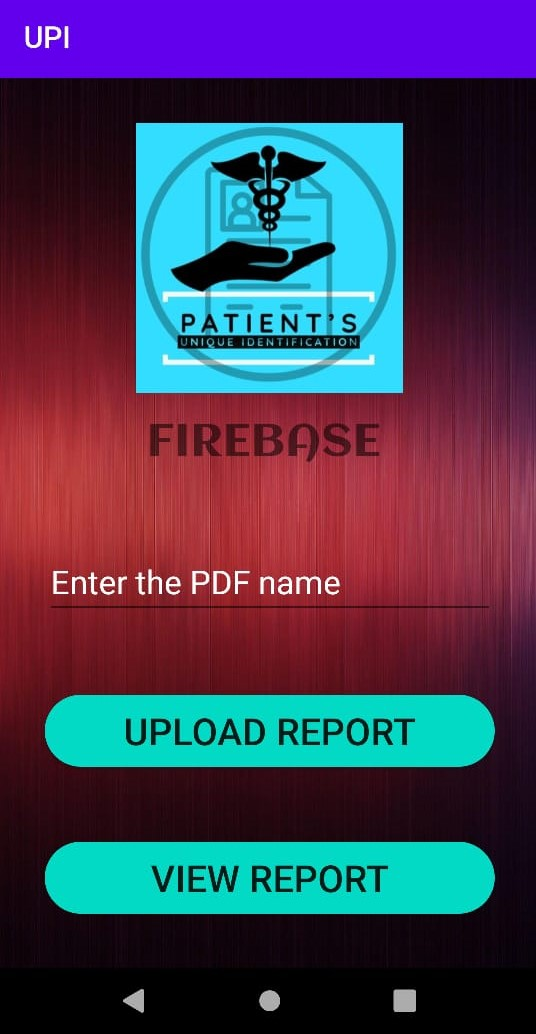 UPI
PATIENT'S
UNIQUE IDENTIFICATION
FIREBASE
Enter the PDF name
UPLOAD REPORT
VIEW REPORT